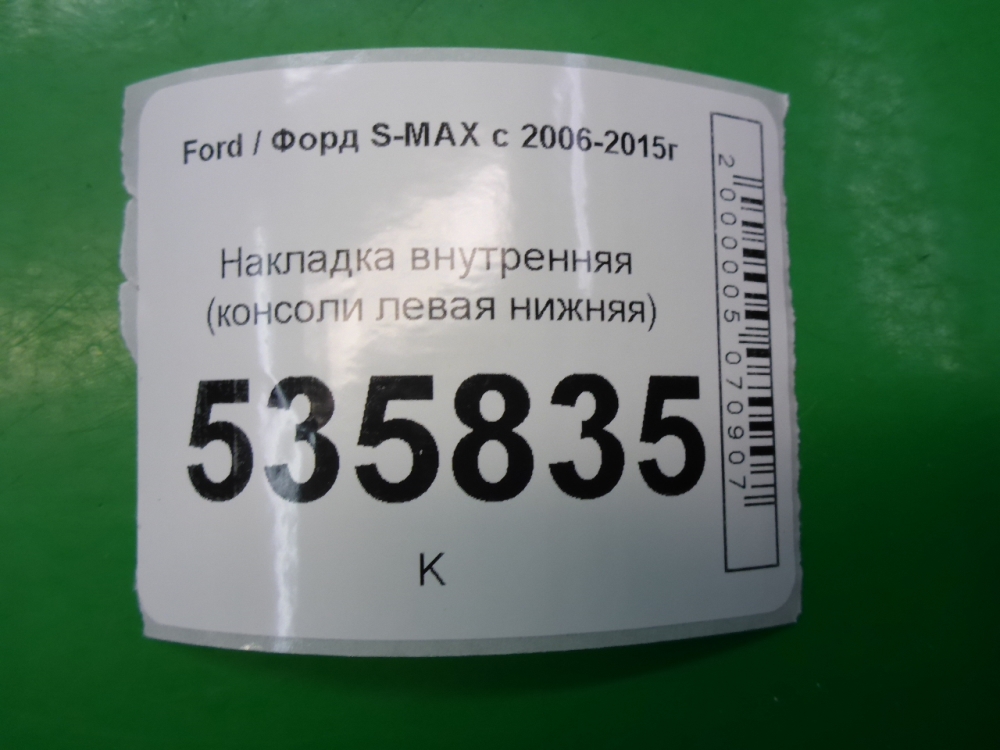 Ford / Форд S-MAX с 2006-2015г
Накладка внутренняя
(консоли левая нижняя)
535835
К
2000005070907